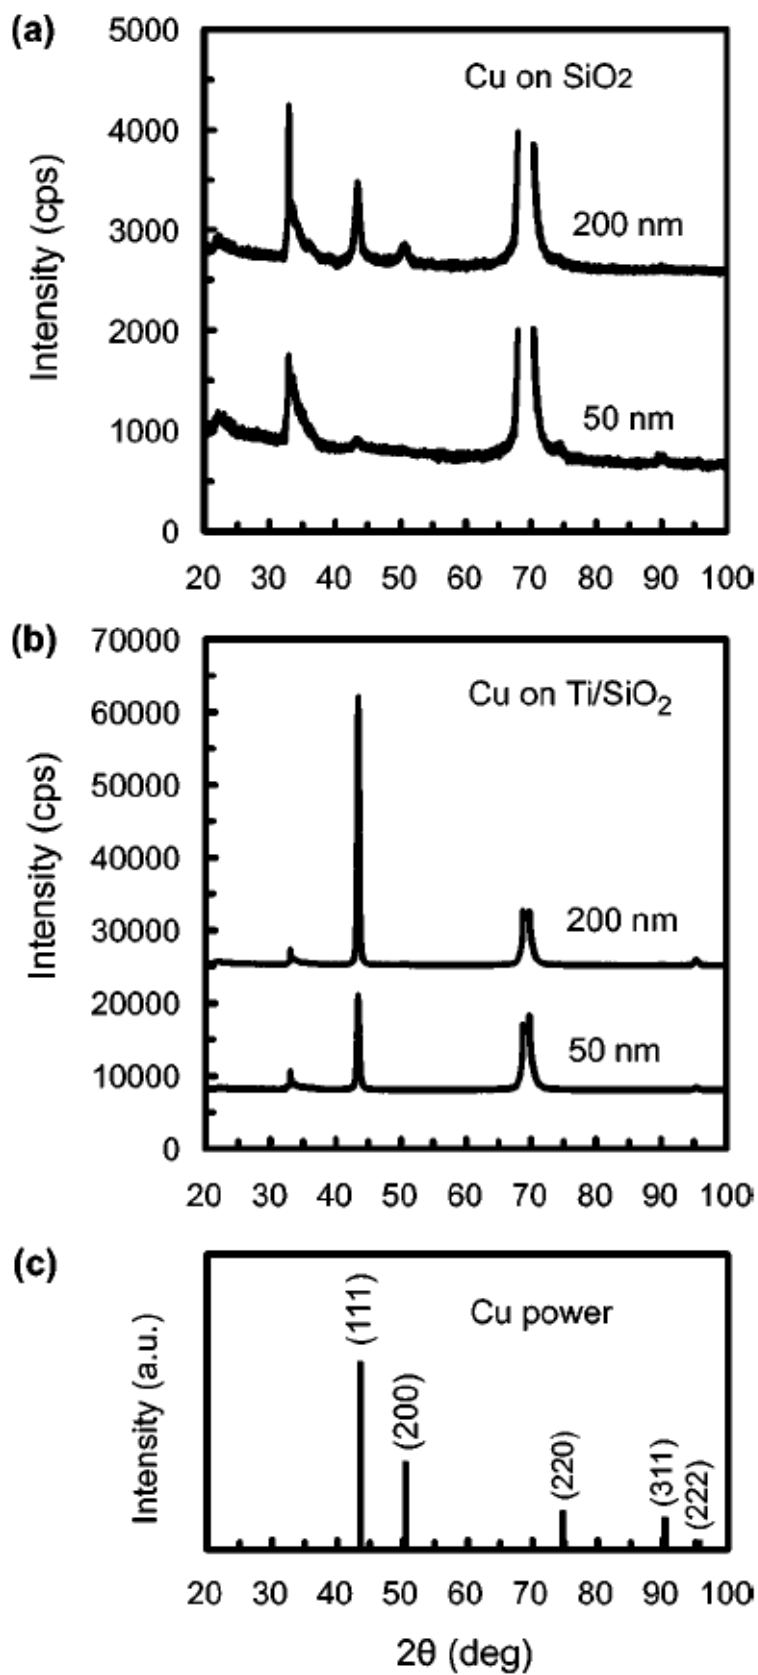 (a)
5000
4000
3000
2000
1000
0
Intensity (cps)
Cu on SiO2
200 nm
50 nm
20 30 40 50 60 70 80 90 100
(b)
70000
60000
50000
40000
30000
20000
10000
0
Intensity (cps)
Cu on Ti/SiO2
200 nm
50 nm
20 30 40 50 60 70 80 90 100
(c)
Intensity (a.u.)
Cu power
(111)
(200)
(220)
(311)
(222)
20 30 40 50 60 70 80 90 100
2θ (deg)